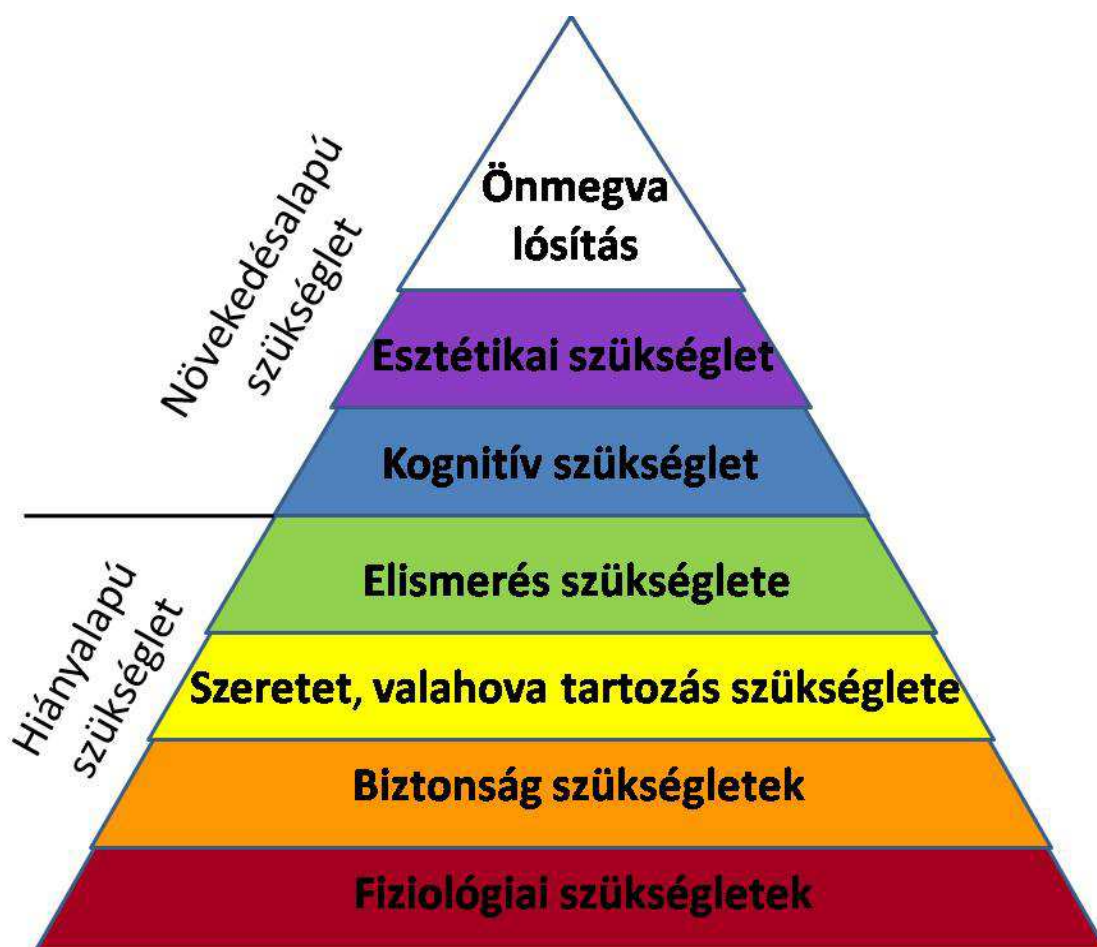 Növekedésalapú
szükséglet
Önmegva
lósítás
Esztétikai szükséglet
Kognitív szükséglet
Hiányalapú
szükséglet
Elismerés szükséglete
Szeretet, valahova tartozás szükséglete
Biztonság szükségletek
Fiziológiai szükségletek